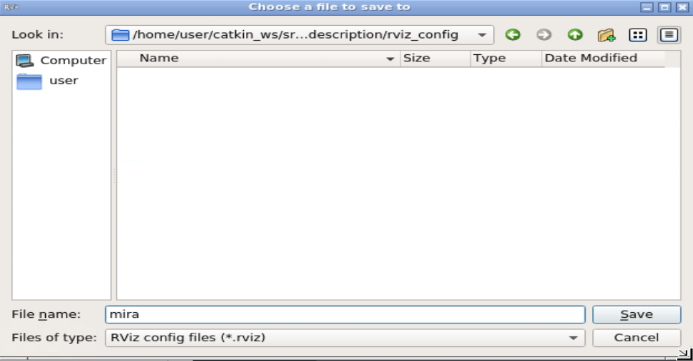 Choose a file to save to
Look in: /home/user/catkin_ws/sr...description/rviz_config
Computer
user
Name Size Type Date Modified
File name: mira Save
Files of type: RViz config files (*.rviz) Cancel